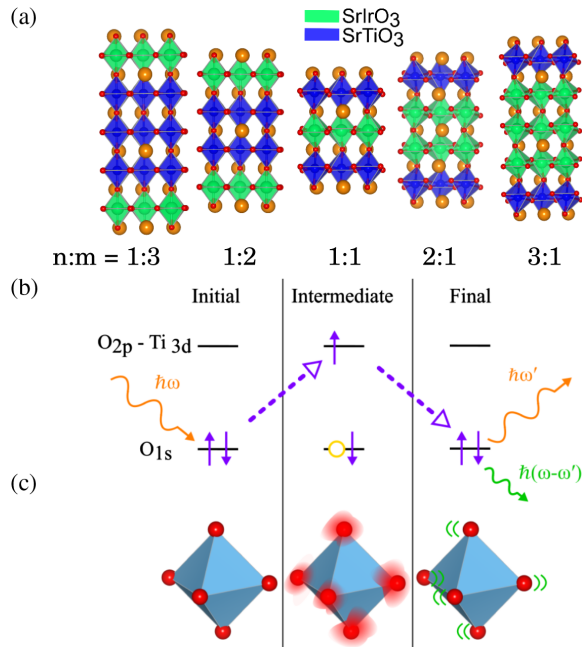 (a)
SrIrO3
SrTiO3
n:m = 1:3 1:2 1:1 2:1 3:1
(b)
Initial Intermediate Final
O2p - Ti 3d
ħω ħω′
O1s
ħ(ω-ω′)
(c)